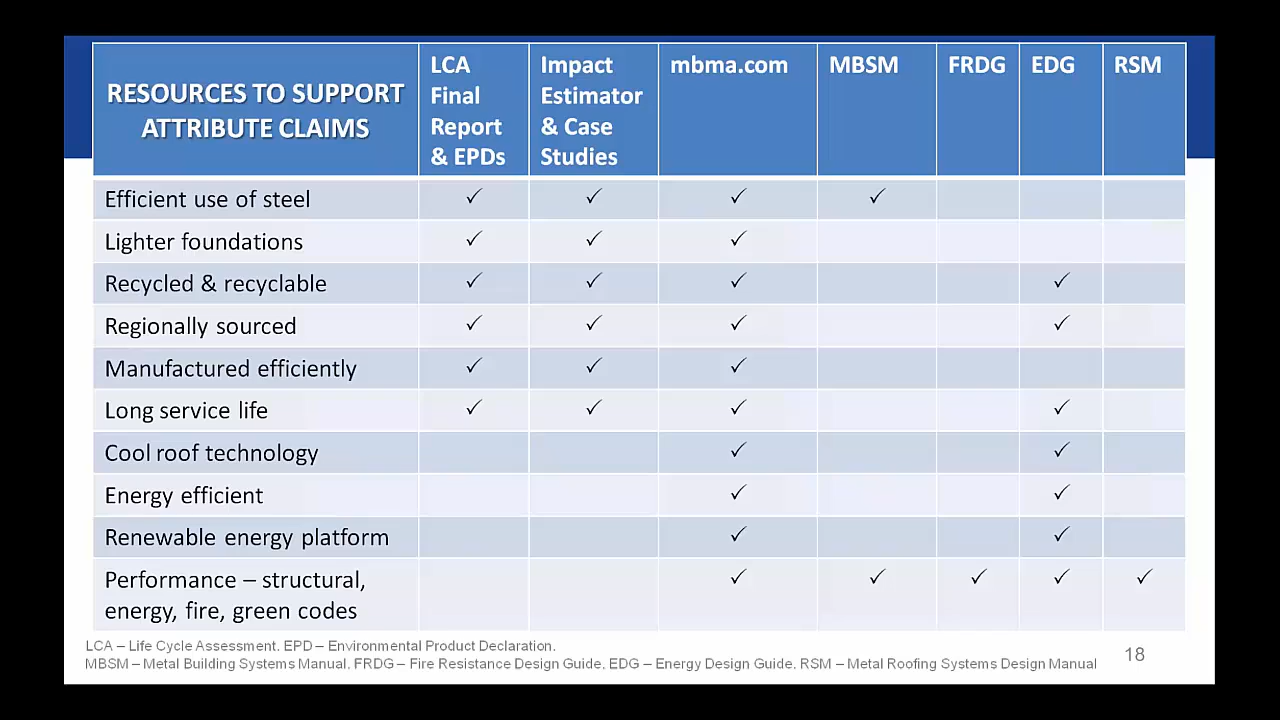 RESOURCES TO SUPPORT
ATTRIBUTE CLAIMS
LCA
Final
Report
& EPDs
Impact
Estimator
& Case
Studies
mbma.com
MBSM
FRDG
EDG
RSM
Efficient use of steel ✓ ✓ ✓ ✓
Lighter foundations ✓ ✓ ✓
Recycled & recyclable ✓ ✓ ✓ ✓
Regionally sourced ✓ ✓ ✓ ✓
Manufactured efficiently ✓ ✓ ✓
Long service life ✓ ✓ ✓ ✓
Cool roof technology ✓ ✓
Energy efficient ✓ ✓
Renewable energy platform ✓ ✓
Performance – structural, ✓ ✓ ✓ ✓ ✓
energy, fire, green codes
LCA – Life Cycle Assessment. EPD – Environmental Product Declaration.
MBSM – Metal Building Systems Manual. FRDG – Fire Resistance Design Guide. EDG – Energy Design Guide. RSM – Metal Roofing Systems Design Manual
18